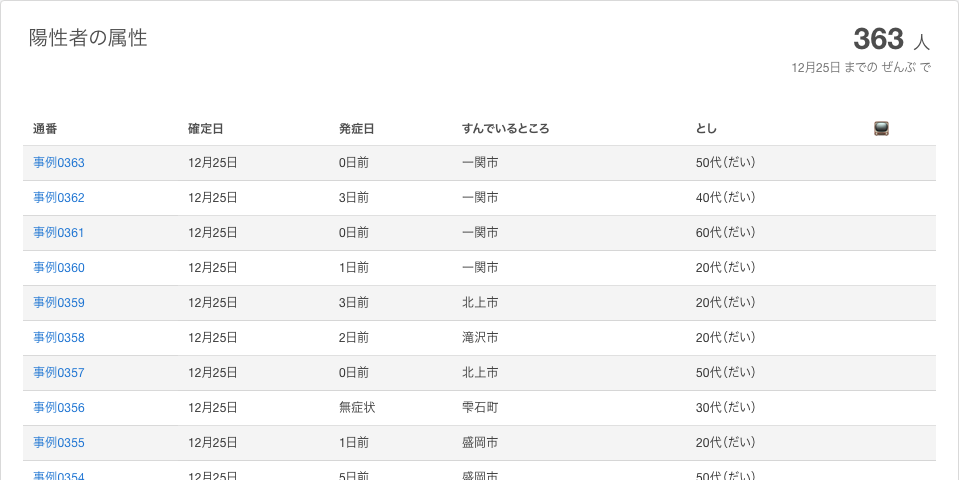 陽性者の属性
363 人
12月25日 までの ぜんぶ で
通番 確定日 発症日 すんでいるところ とし
事例0363 12月25日 0日前 一関市 50代(だい)
事例0362 12月25日 3日前 一関市 40代(だい)
事例0361 12月25日 0日前 一関市 60代(だい)
事例0360 12月25日 1日前 一関市 20代(だい)
事例0359 12月25日 3日前 北上市 20代(だい)
事例0358 12月25日 2日前 滝沢市 20代(だい)
事例0357 12月25日 0日前 北上市 50代(だい)
事例0356 12月25日 無症状 雫石町 30代(だい)
事例0355 12月25日 1日前 盛岡市 20代(だい)
事例0354 12月25日 5日前 盛岡市 50代(だい)